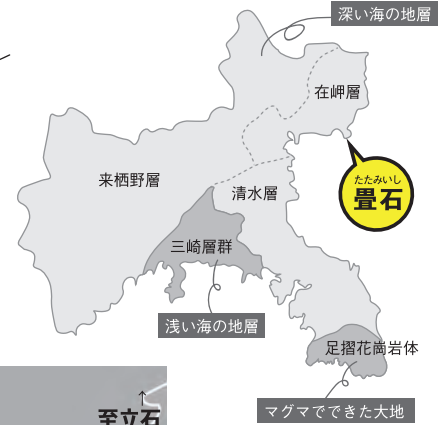 深い海の地層
在岬層
たたみいし
畳石
来栖野層
清水層
三崎層群
浅い海の地層
足摺花崗岩体
マグマでできた大地
↑
至立石